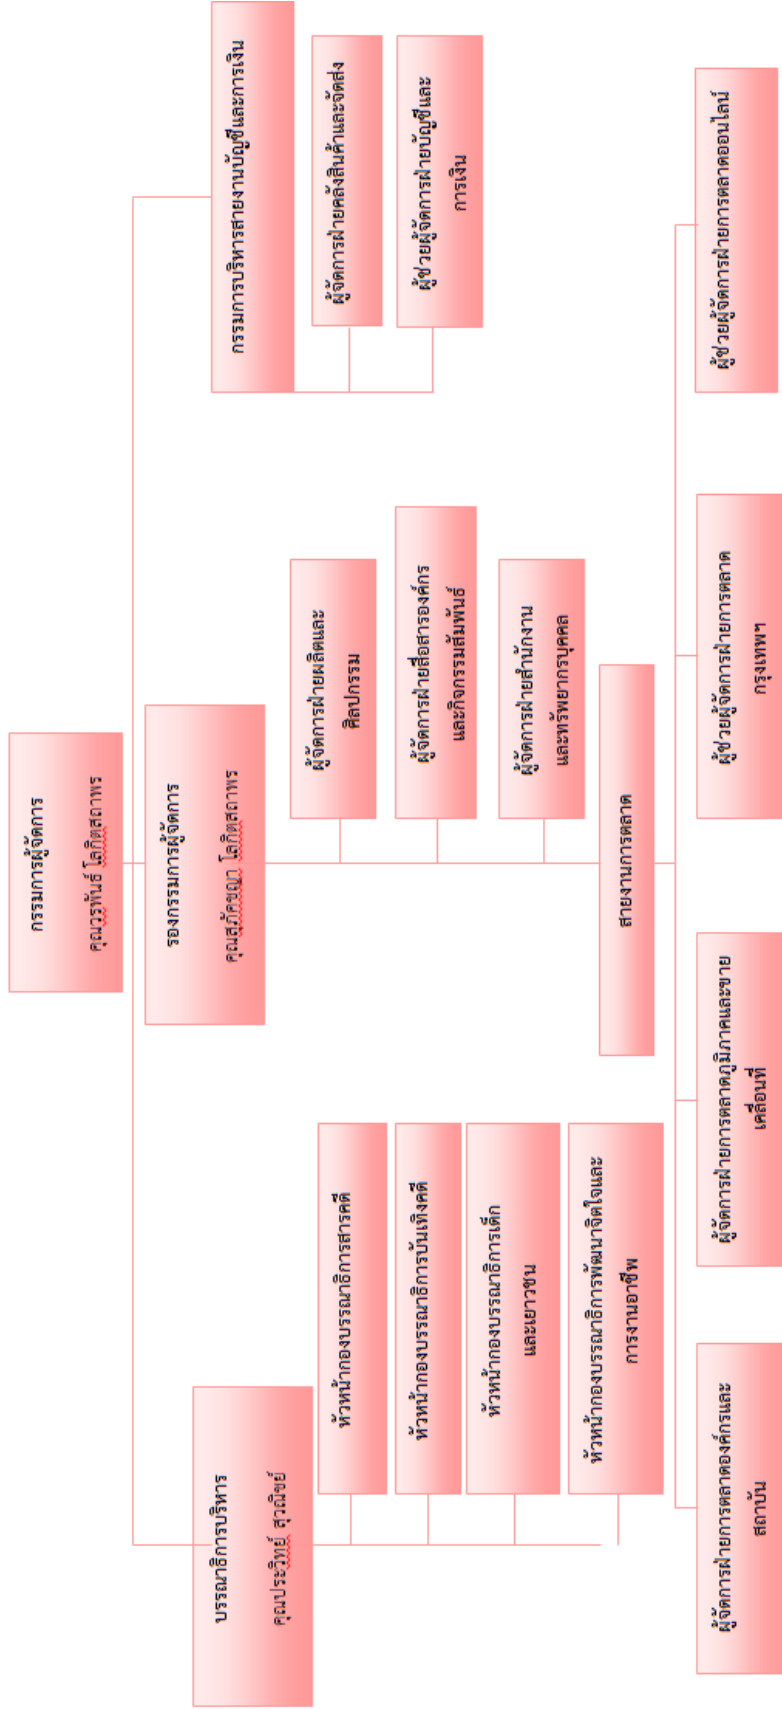 กรรมการผู้จัดการ
คุณวรพันธ์ โลกิตสถาพร
รองกรรมการผู้จัดการ
คุณสุภัคชญา โลกิตสถาพร
บรรณาธิการบริหาร
คุณประวิทย์ สุวณิชย์
กรรมการบริหารสายงานบัญชีและการเงิน
หัวหน้ากองบรรณาธิการสารคดี
หัวหน้ากองบรรณาธิการบันเทิงคดี
หัวหน้ากองบรรณาธิการเด็ก
และเยาวชน
หัวหน้ากองบรรณาธิการพัฒนาจิตใจและ
การงานอาชีพ
ผู้จัดการฝ่ายผลิตและ
ศิลปกรรม
ผู้จัดการฝ่ายสื่อสารองค์กร
และกิจกรรมสัมพันธ์
ผู้จัดการฝ่ายสำนักงาน
และทรัพยากรบุคคล
ผู้จัดการฝ่ายคลังสินค้าและจัดส่ง
ผู้ช่วยผู้จัดการฝ่ายบัญชีและ
การเงิน
สายงานการตลาด
ผู้จัดการฝ่ายการตลาดองค์กรและ
สถาบัน
ผู้จัดการฝ่ายการตลาดภูมิภาคและขาย
เคลื่อนที่
ผู้ช่วยผู้จัดการฝ่ายการตลาด
กรุงเทพฯ
ผู้ช่วยผู้จัดการฝ่ายการตลาดออนไลน์